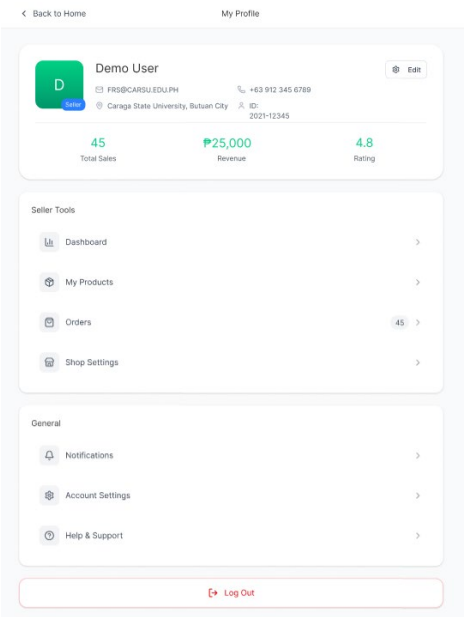 Back to Home
My Profile
D
Seller
Demo User
Edit
FRS@CARSU.EDU.PH
+63 912 345 6789
Caraga State University, Butuan City
ID:
2021-12345
45
₱25,000
4.8
Total Sales
Revenue
Rating
Seller Tools
Dashboard
My Products
Orders
45
Shop Settings
General
Notifications
Account Settings
Help & Support
Log Out